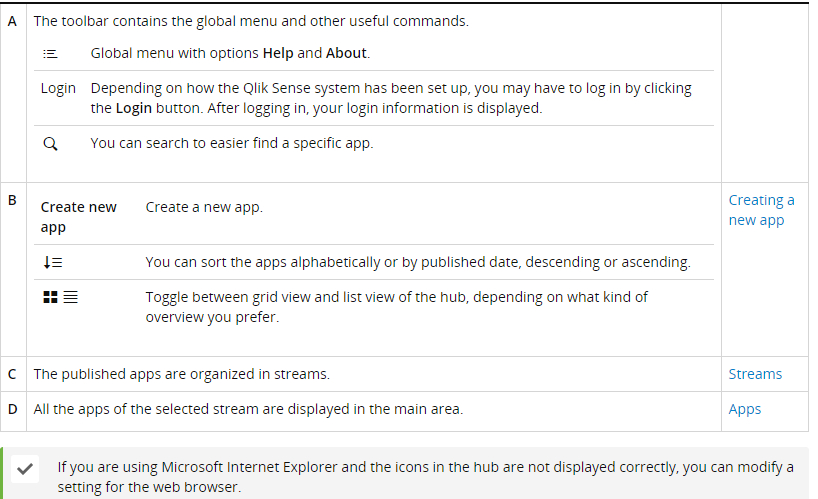 A The toolbar contains the global menu and other useful commands.
Global menu with options Help and About.
Login Depending on how the Qlik Sense system has been set up, you may have to log in by clicking
the Login button. After logging in, your login information is displayed.
You can search to easier find a specific app.
B Create new Create a new app. Creating a
app new app
You can sort the apps alphabetically or by published date, descending or ascending.
Toggle between grid view and list view of the hub, depending on what kind of
overview you prefer.
C The published apps are organized in streams. Streams
D All the apps of the selected stream are displayed in the main area. Apps
If you are using Microsoft Internet Explorer and the icons in the hub are not displayed correctly, you can modify a
setting for the web browser.